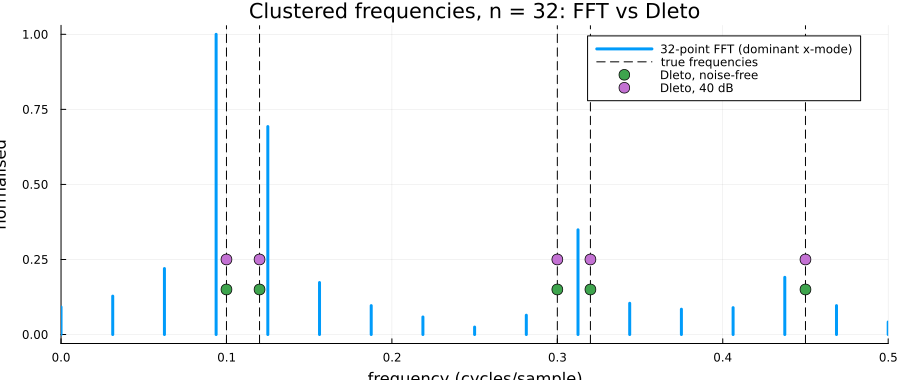 Clustered frequencies, n = 32: FFT vs Dleto
1.00
0.75
0.50
0.25
0.00
normalised
32-point FFT (dominant x-mode)
true frequencies
Dleto, noise-free
Dleto, 40 dB
0.0 0.1 0.2 0.3 0.4 0.5
frequency (cycles/sample)